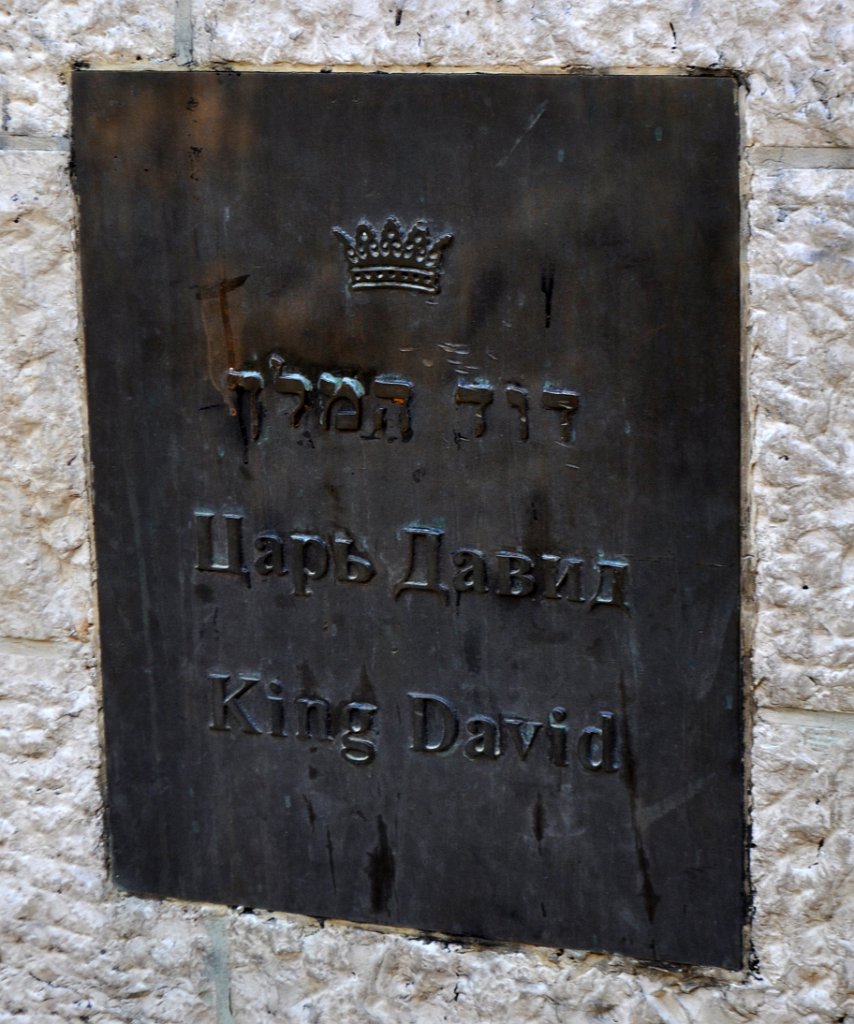 דוד המלך
Царь Давид
King David